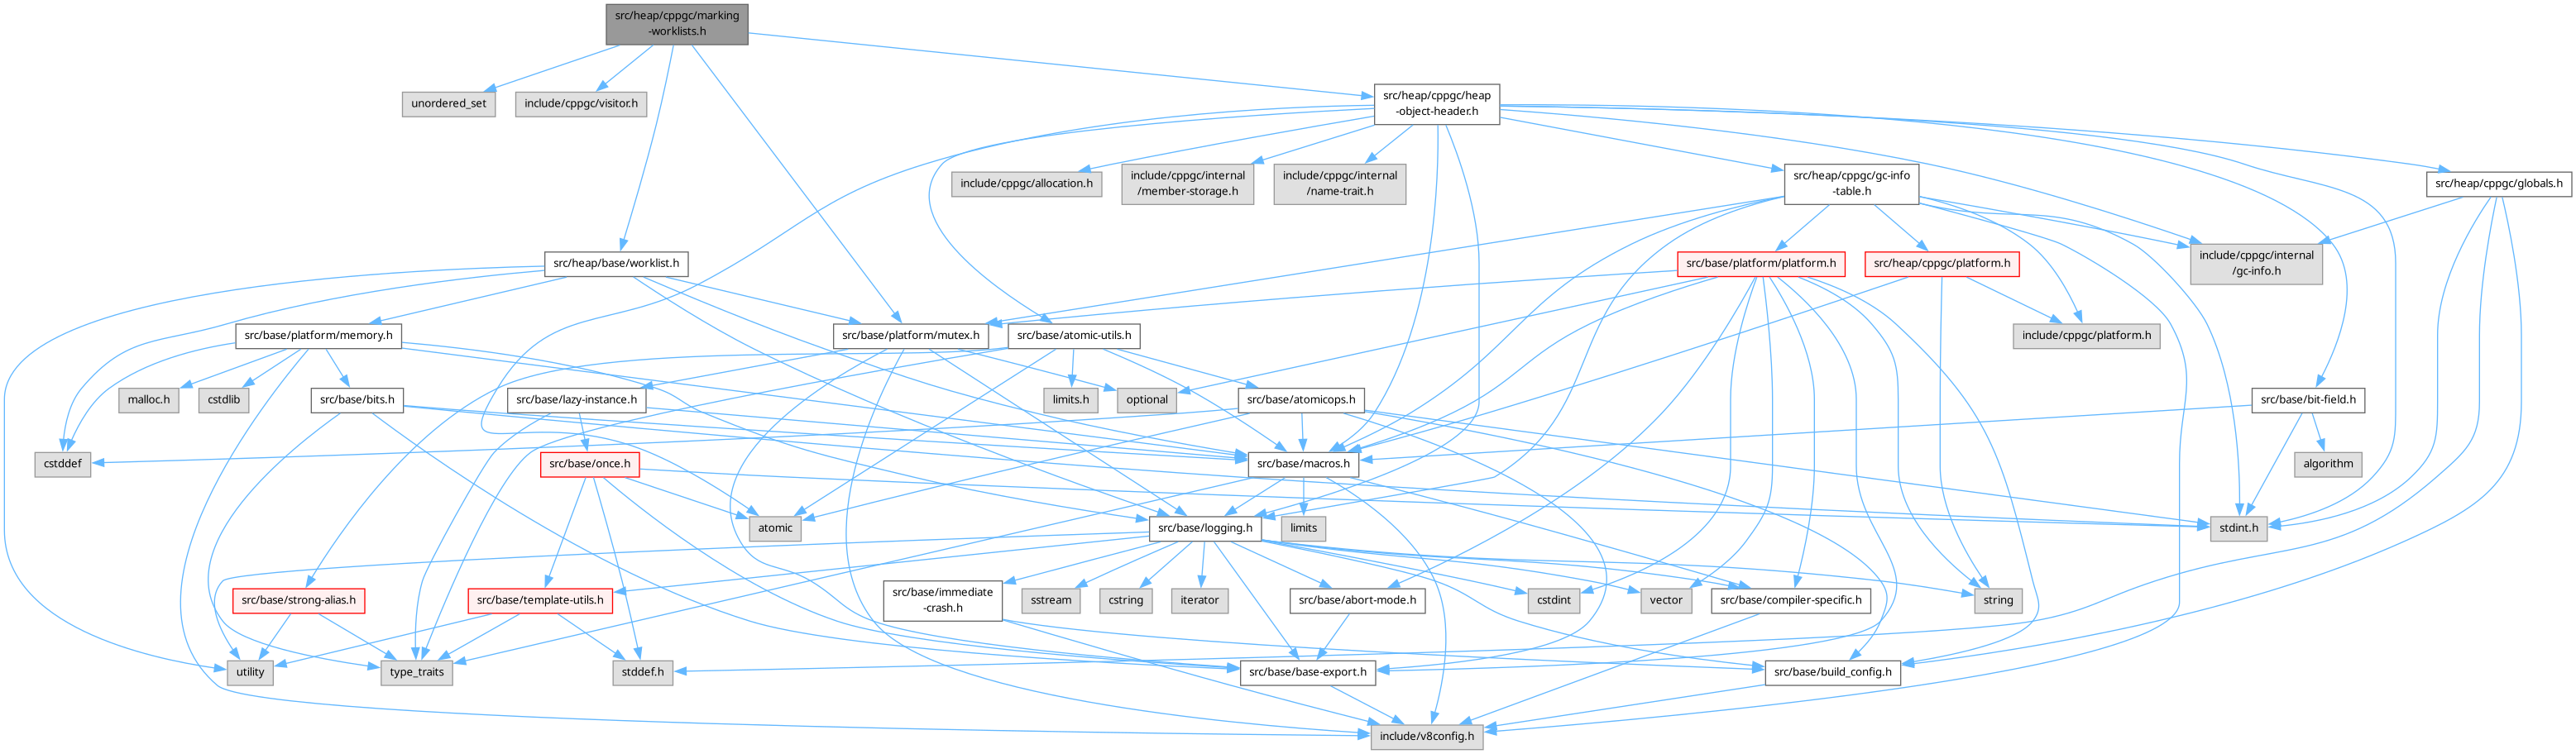 src/heap/cppgc/marking
-worklists.h
unordered_set
include/cppgc/visitor.h
src/heap/cppgc/heap
-object-header.h
include/cppgc/allocation.h
include/cppgc/internal
/member-storage.h
include/cppgc/internal
/name-trait.h
src/heap/cppgc/gc-info
-table.h
src/heap/cppgc/globals.h
src/heap/base/worklist.h
src/base/platform/platform.h
src/heap/cppgc/platform.h
include/cppgc/internal
/gc-info.h
src/base/platform/memory.h
src/base/platform/mutex.h
src/base/atomic-utils.h
include/cppgc/platform.h
malloc.h
cstdlib
src/base/bits.h
src/base/lazy-instance.h
limits.h
optional
src/base/atomicops.h
src/base/bit-field.h
cstddef
src/base/once.h
src/base/macros.h
algorithm
atomic
src/base/logging.h
limits
stdint.h
src/base/strong-alias.h
src/base/template-utils.h
src/base/immediate
-crash.h
sstream
cstring
iterator
src/base/abort-mode.h
cstdint
vector
src/base/compiler-specific.h
string
utility
type_traits
stddef.h
src/base/base-export.h
src/base/build_config.h
include/v8config.h